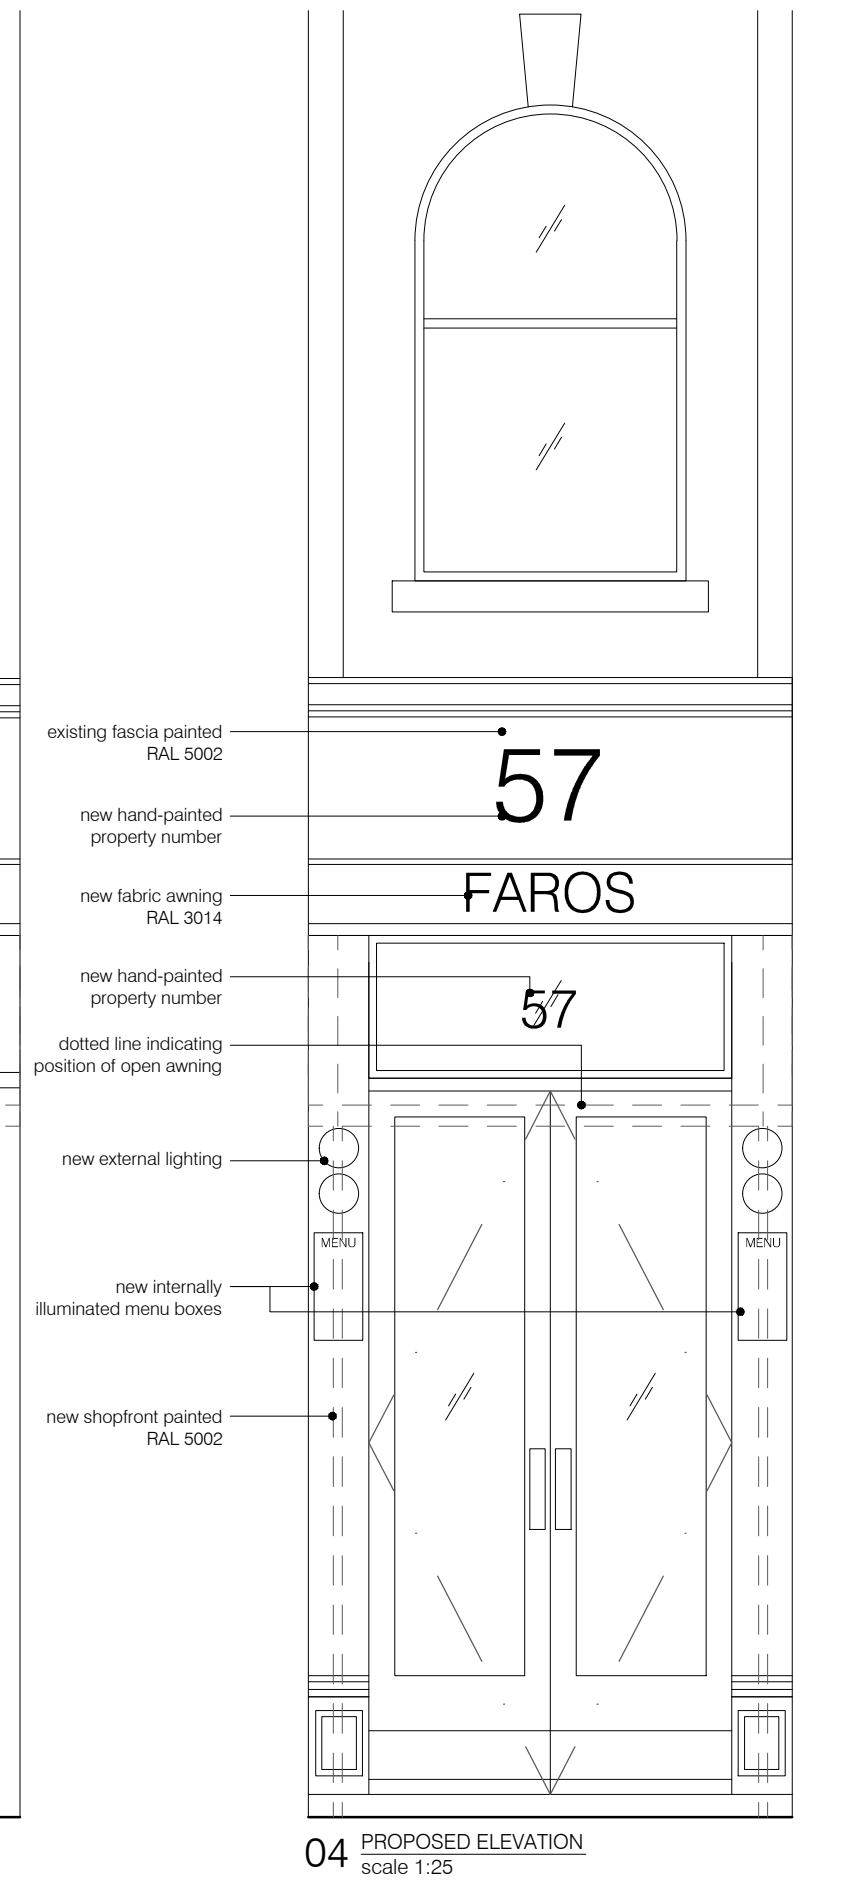 existing fascia painted
RAL 5002
57
new hand-painted
property number
new fabric awning
RAL 3014
FAROS
new hand-painted
property number
57
dotted line indicating
position of open awning
new external lighting
MENU
MENU
new internally
illuminated menu boxes
new shopfront painted
RAL 5002
04 PROPOSED ELEVATION
scale 1:25